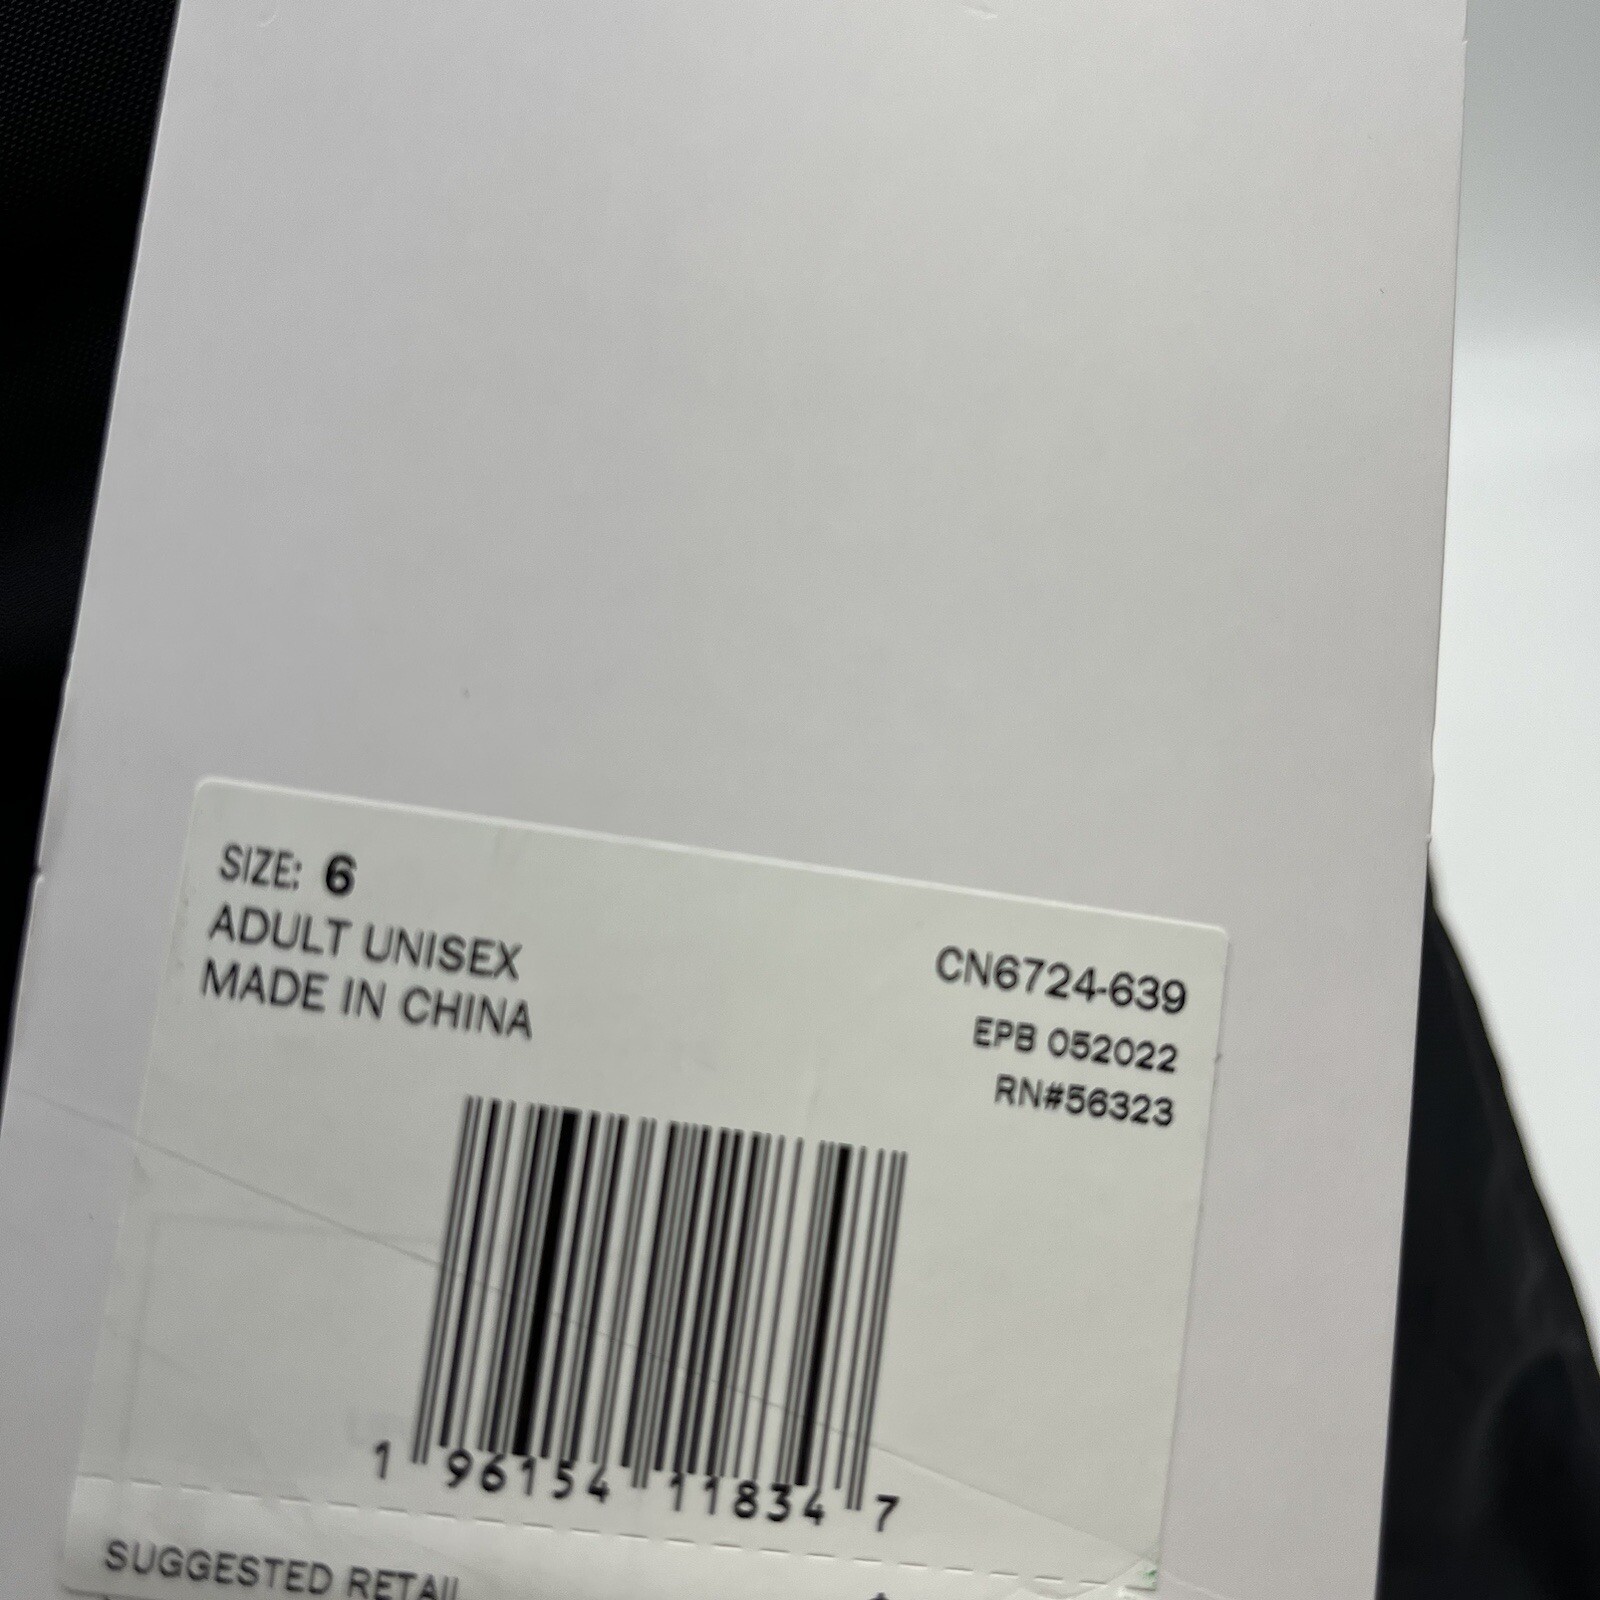 SIZE: 6
ADULT UNISEX
MADE IN CHINA
CN6724-639
EPB 052022
RN#56323
1 96154 11834 7
SUGGESTED RETAIL